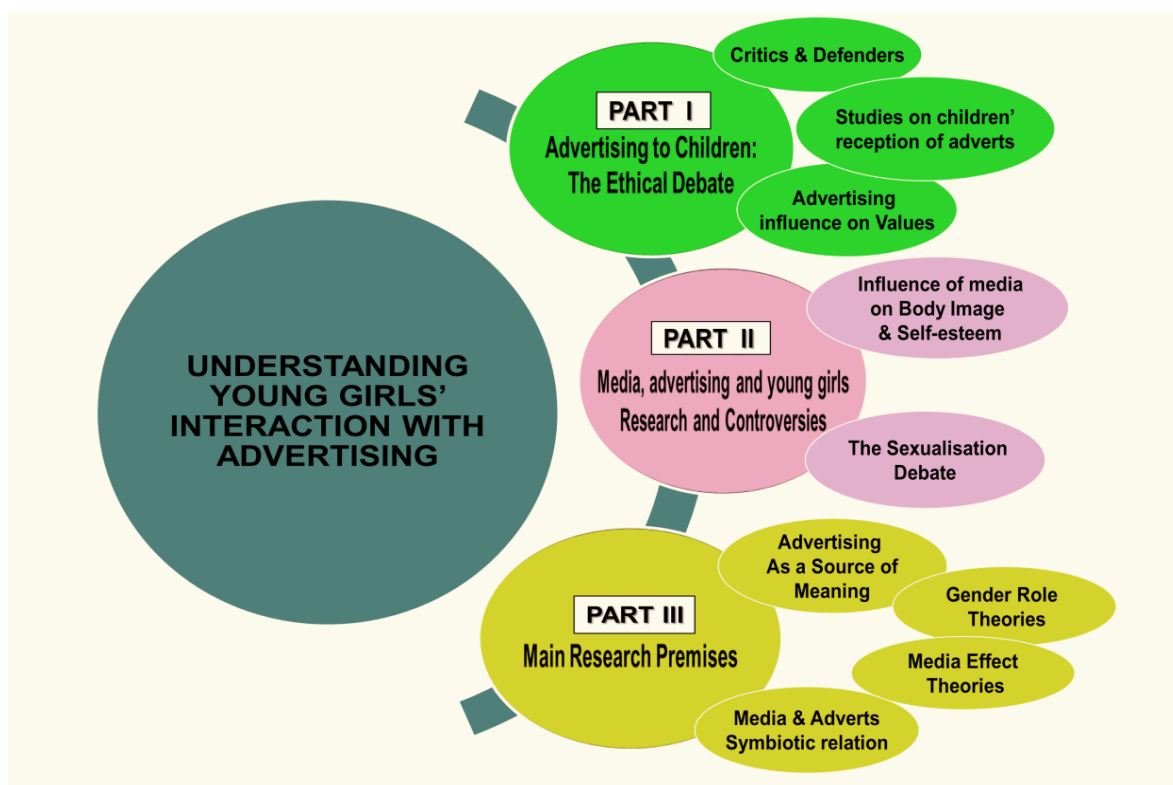 UNDERSTANDING
YOUNG GIRLS’
INTERACTION WITH
ADVERTISING
PART I
Advertising to Children:
The Ethical Debate
Critics & Defenders
Studies on children’
reception of adverts
Advertising
influence on Values
PART II
Media, advertising and young girls
Research and Controversies
Influence of media
on Body Image
& Self-esteem
The Sexualisation
Debate
PART III
Main Research Premises
Advertising
As a Source of
Meaning
Gender Role
Theories
Media Effect
Theories
Media & Adverts
Symbiotic relation